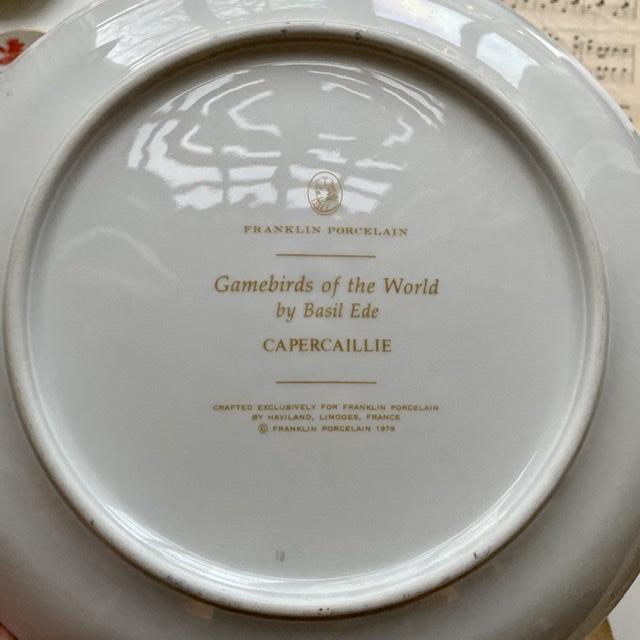 FRANKLIN PORCELAIN
Gamebirds of the World
by Basil Ede
CAPERCAILLIE
CRAFTED EXCLUSIVELY FOR FRANKLIN PORCELAIN
BY HAVILAND, LIMOGES, FRANCE
© FRANKLIN PORCELAIN 1978